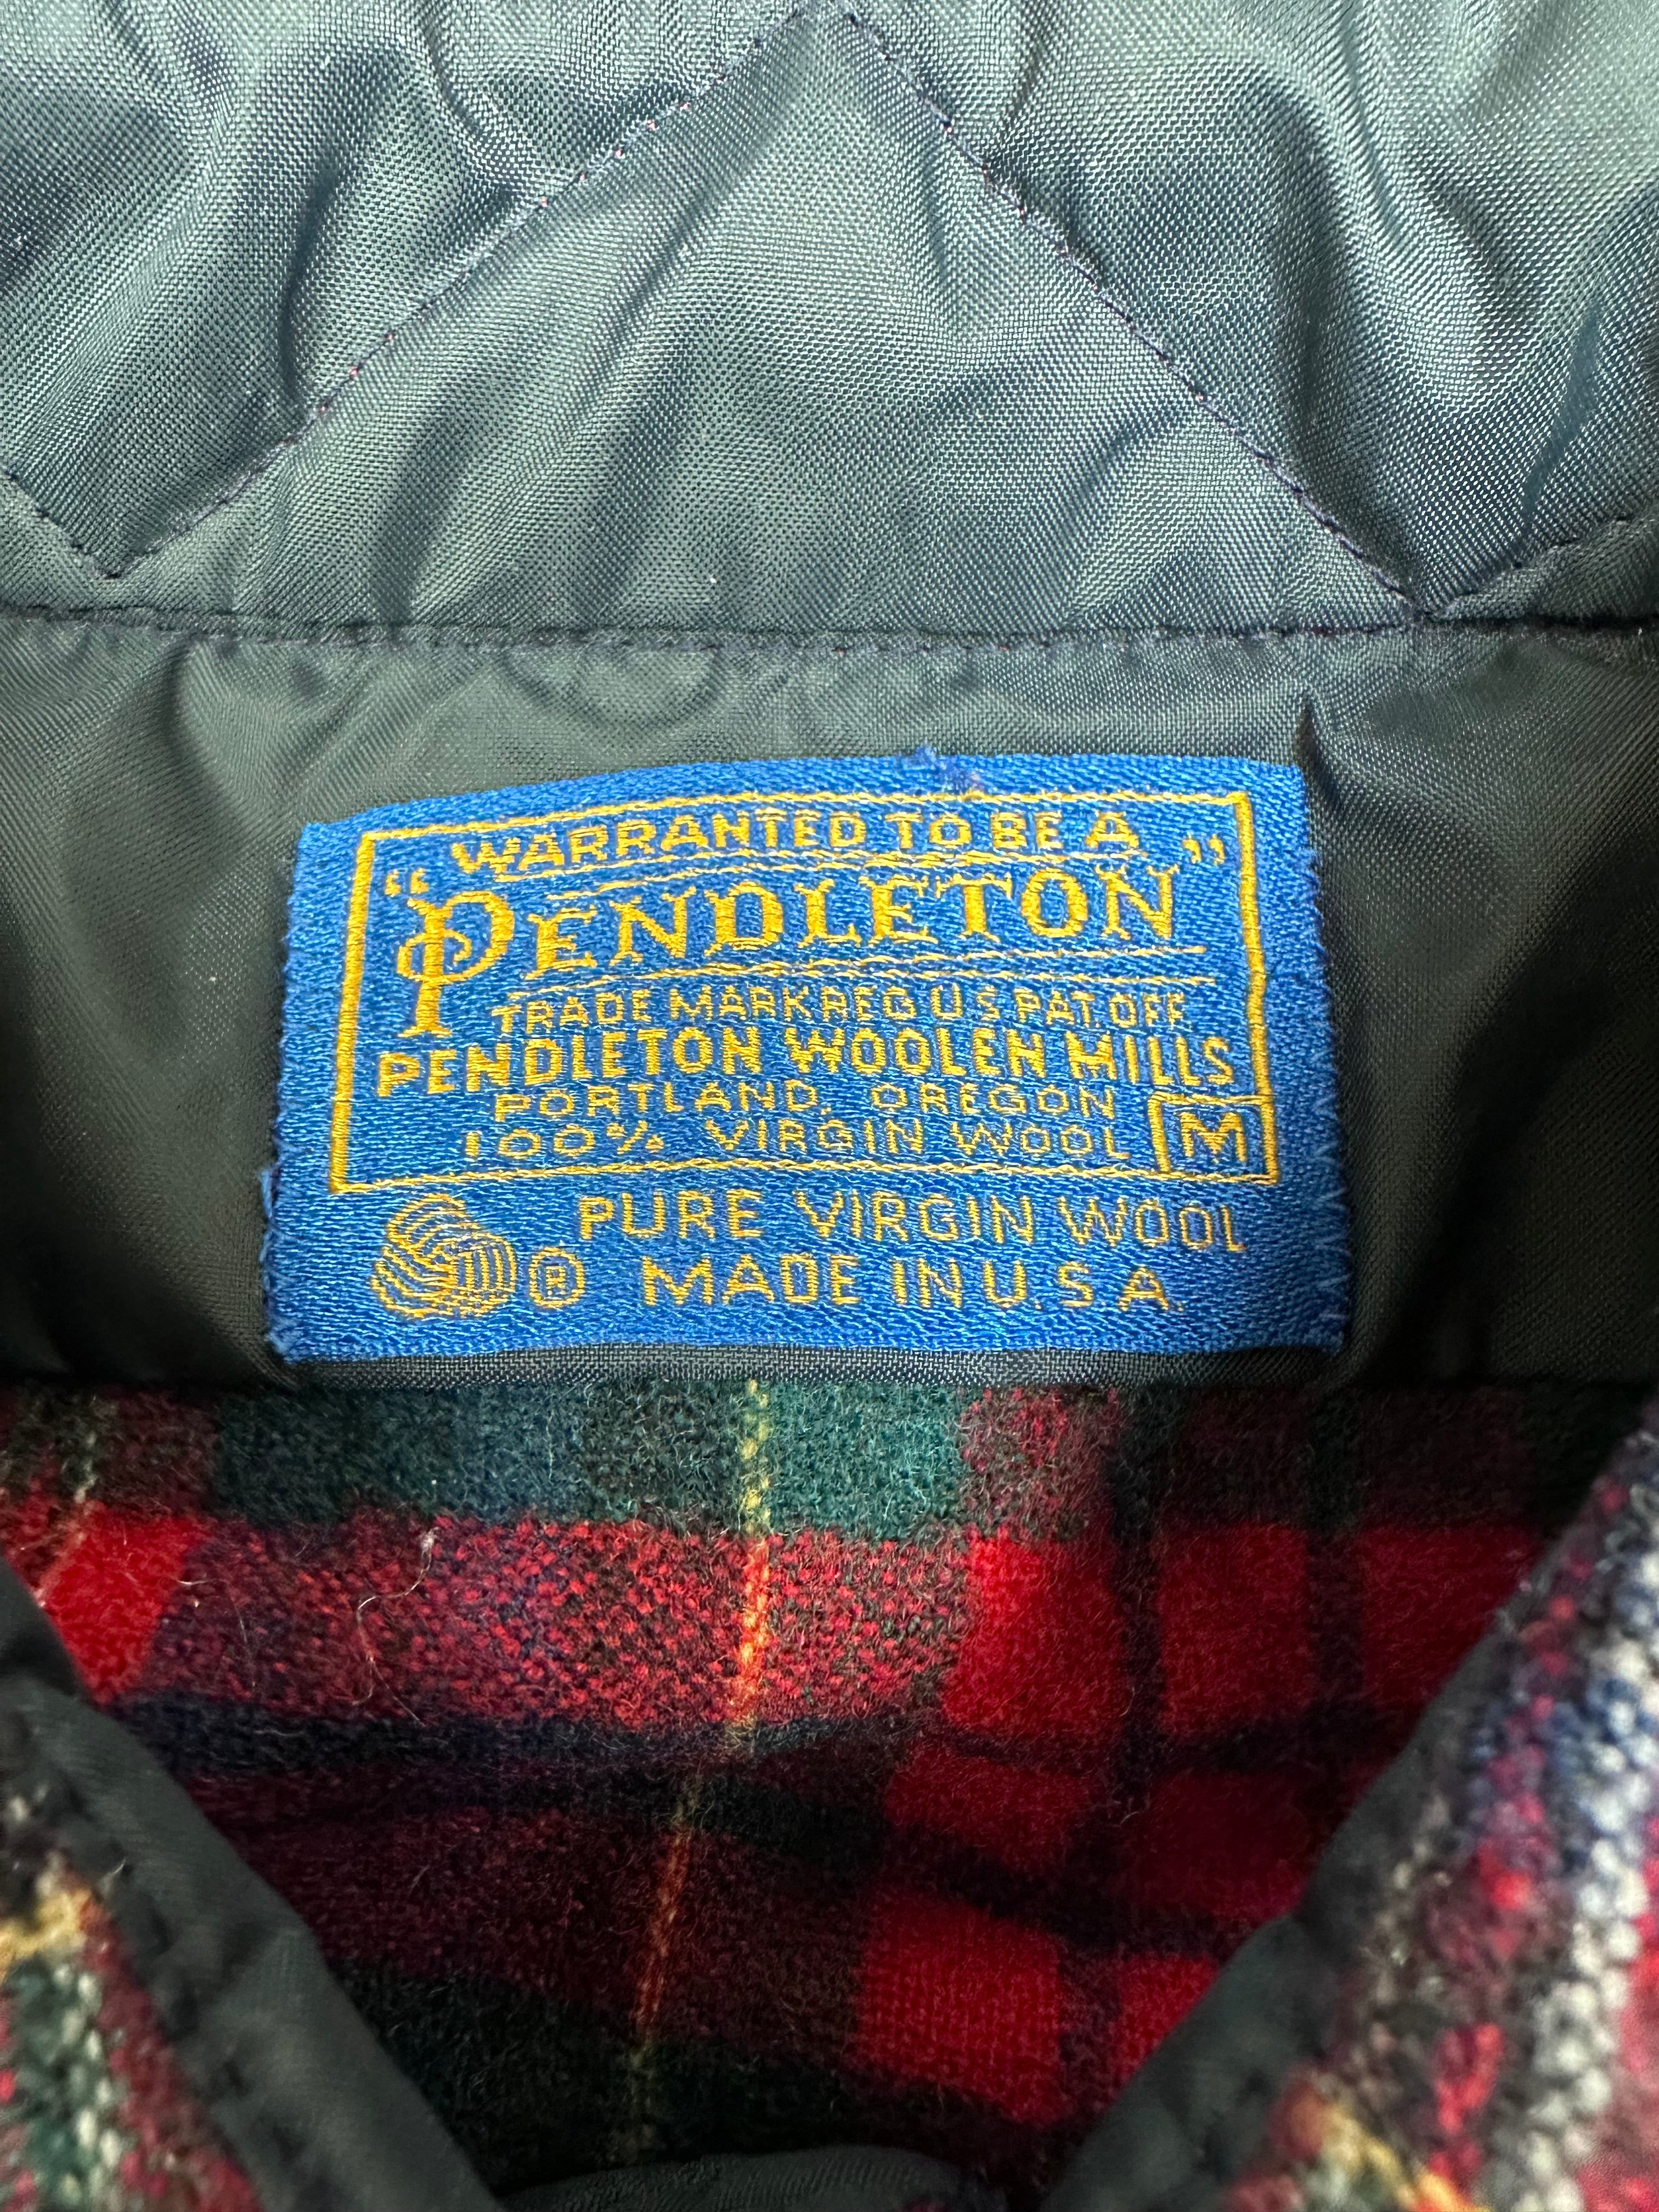 WARRANTED TO BE A
"PENDLETON"
TRADE MARK REG U S PAT. OFF.
PENDLETON WOOLEN MILLS
PORTLAND, OREGON
100% VIRGIN WOOL M
PURE VIRGIN WOOL
® MADE IN U.S.A.